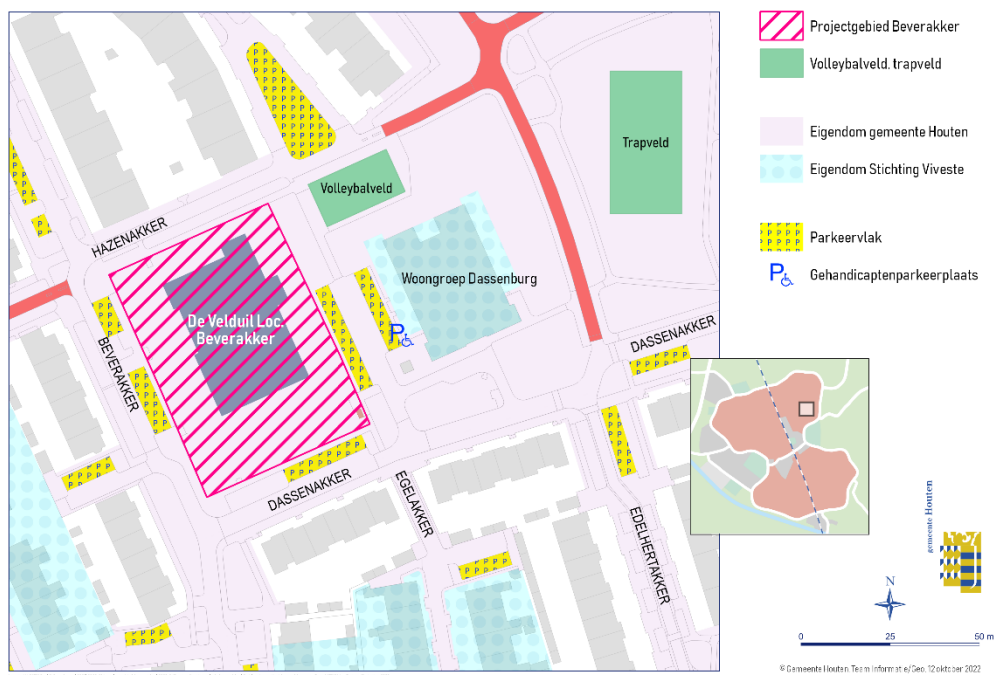 Projectgebied Beverakker
Volleybalveld, trapveld
Eigendom gemeente Houten
Eigendom Stichting Viveste
Parkeervlak
P Gehandicaptenparkeerplaats
Trapveld
Volleybalveld
HAZENAKKER
Woongroep Dassenburg
De Velduil Loc.
Beverakker
P
BEVERAKKER
DASSENAKKER
DASSENAKKER
EGELAKKER
EDELHERTAKKER
gemeente Houten
N
0 25 50 m
© Gemeente Houten, Team Informatie/Geo, 12 oktober 2022